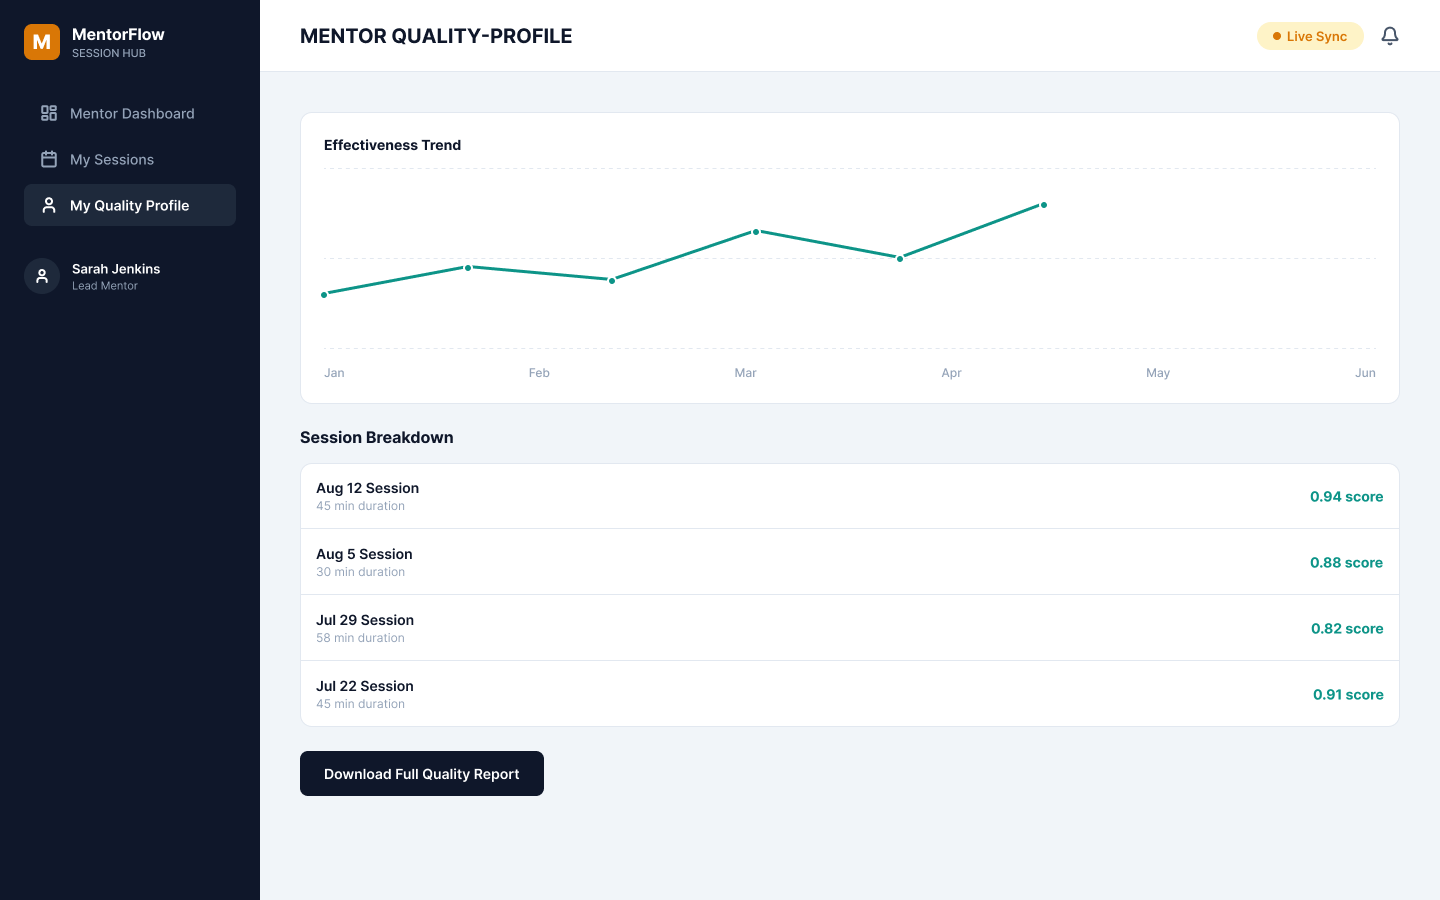 M
MentorFlow
SESSION HUB
Mentor Dashboard
My Sessions
My Quality Profile
Sarah Jenkins
Lead Mentor
MENTOR QUALITY-PROFILE
Live Sync
Effectiveness Trend
Jan Feb Mar Apr May Jun
Session Breakdown
Aug 12 Session
45 min duration
0.94 score
Aug 5 Session
30 min duration
0.88 score
Jul 29 Session
58 min duration
0.82 score
Jul 22 Session
45 min duration
0.91 score
Download Full Quality Report